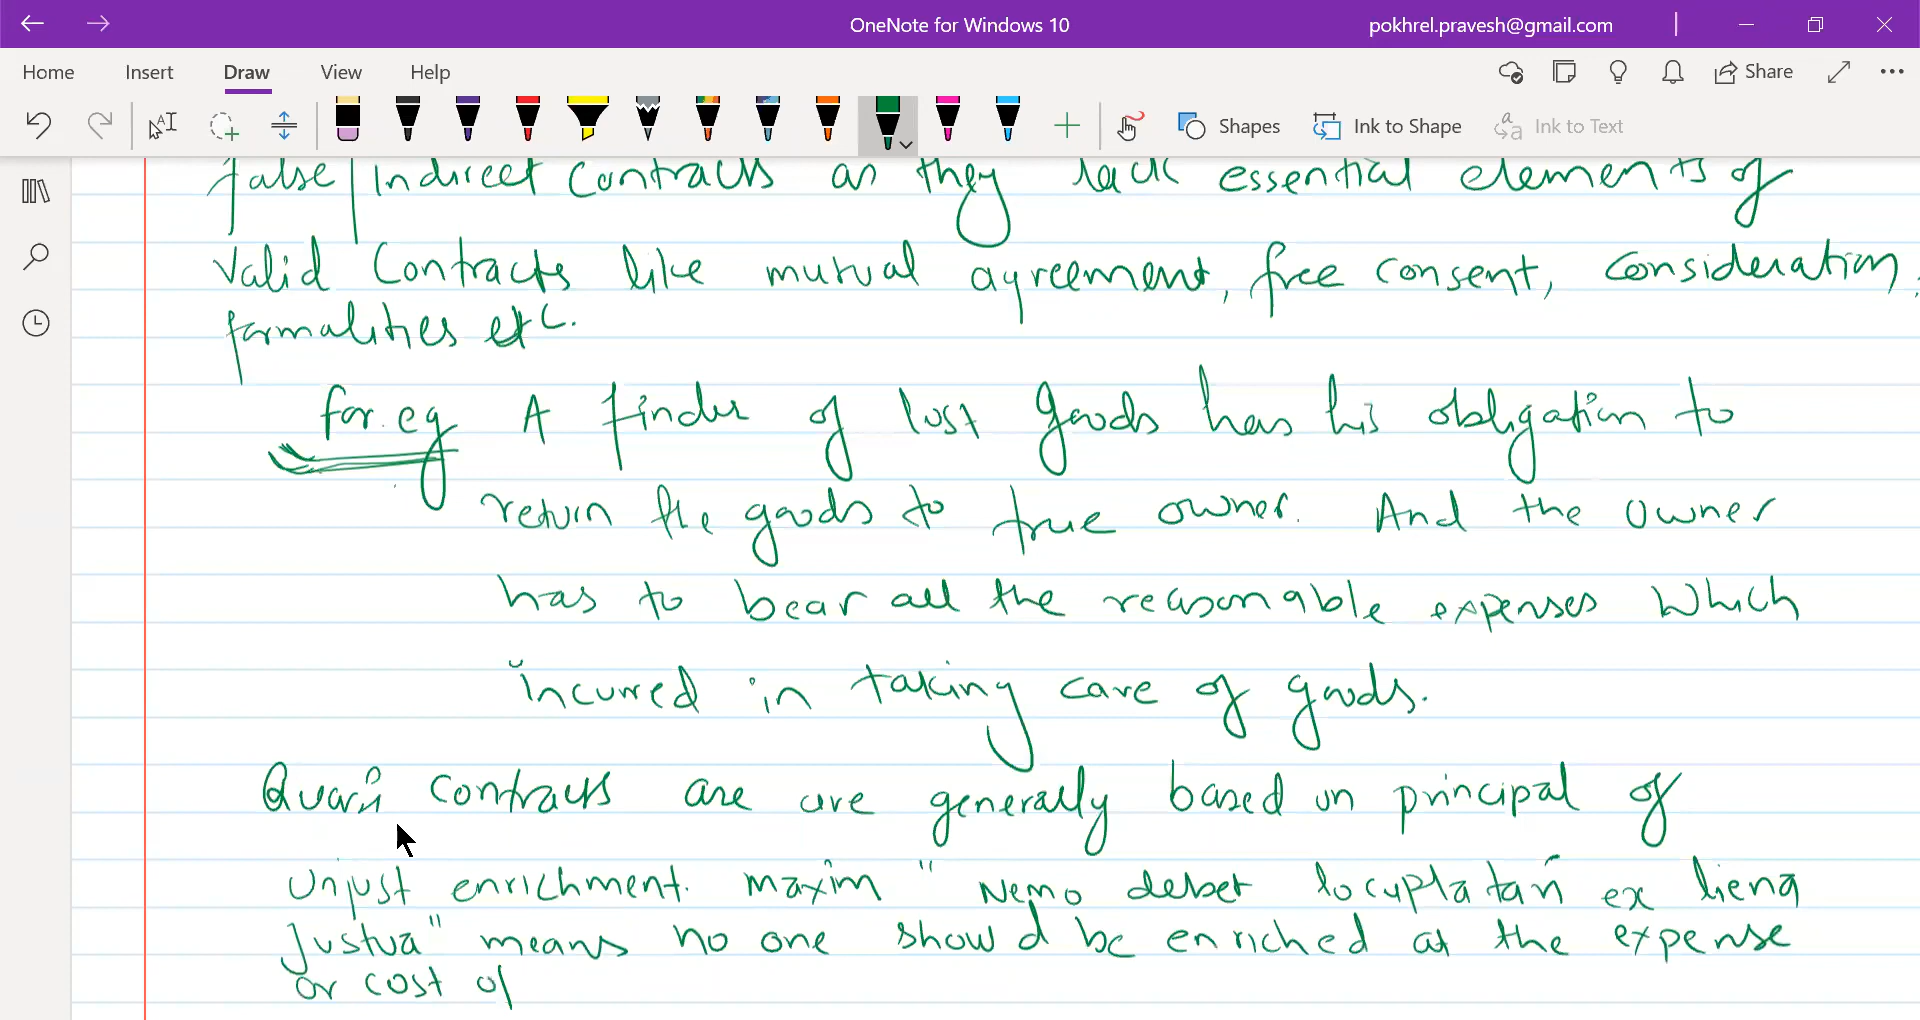 OneNote for Windows 10
pokhrel.pravesh@gmail.com
Home Insert Draw View Help
Share
Shapes Ink to Shape Ink to Text
false/Indirect Contracts as they lack essential elements of
Valid Contracts like mutual agreement, free consent, consideration,
formalities etc.
for eg A finder of lost goods has his obligation to
return the goods to true owner. And the owner
has to bear all the reasonable expenses which
incurred in taking care of goods.
Quasi contracts are are generally based on principal of
Unjust enrichment. maxim "Nemo debet locuplatari ex liena
Justua" means no one should be enriched at the expense
or cost of